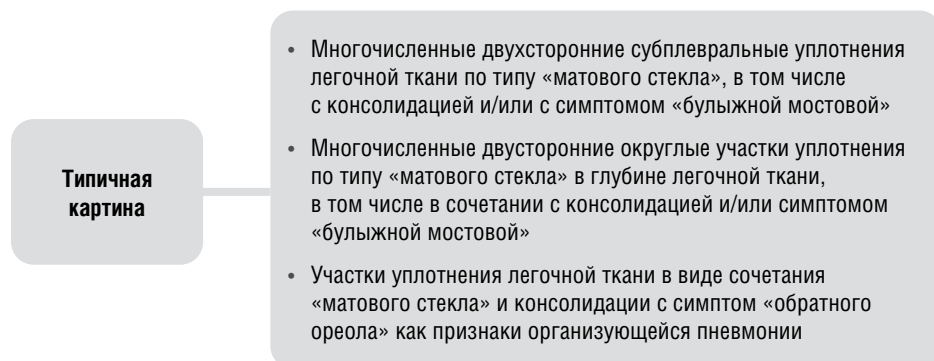 Типичная
картина
• Многочисленные двухсторонние субплевральные уплотнения
легочной ткани по типу «матового стекла», в том числе
с консолидацией и/или с симптомом «булыжной мостовой»
• Многочисленные двусторонние округлые участки уплотнения
по типу «матового стекла» в глубине легочной ткани,
в том числе в сочетании с консолидацией и/или симптомом
«булыжной мостовой»
• Участки уплотнения легочной ткани в виде сочетания
«матового стекла» и консолидации с симптом «обратного
ореола» как признаки организующейся пневмонии